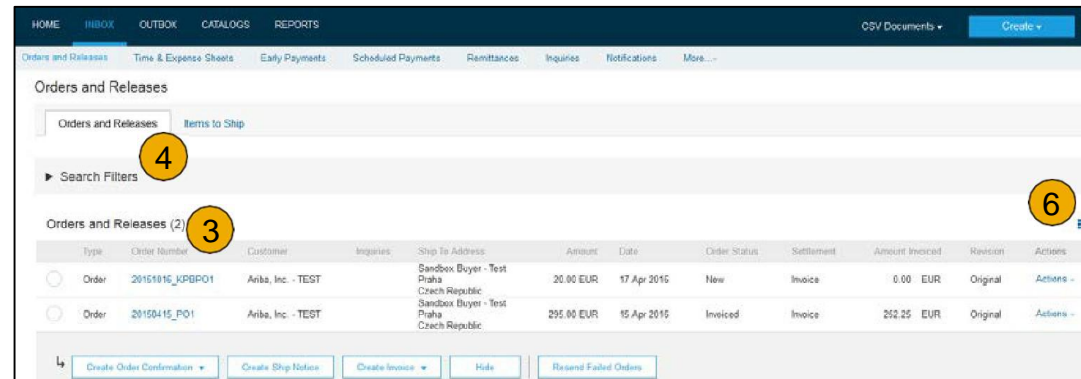 HOME INBOX OUTBOX CATALOGS REPORTS CSV Documents Create
Orders and Releases Time & Expense Sheets Early Payments Scheduled Payments Remittances Inquiries Notifications More...
Orders and Releases
Orders and Releases Items to Ship
4
Search Filters
6
Orders and Releases (2)
3
Type Order Number Customer Inquiries Ship To Address Amount Date Order Status Settlement Amount Invoiced Revision Actions
Order 20151016_KPBPO1 Ariba, Inc. - TEST Sandbox Buyer - Test Praha Czech Republic 20.00 EUR 17 Apr 2015 New Invoice 0.00 EUR Original Actions
Order 20150415_PO1 Ariba, Inc. - TEST Sandbox Buyer - Test Praha Czech Republic 295.00 EUR 15 Apr 2015 Invoiced Invoice 252.25 EUR Original Actions
Create Order Confirmation Create Ship Notice Create Invoice Hide Resend Failed Orders